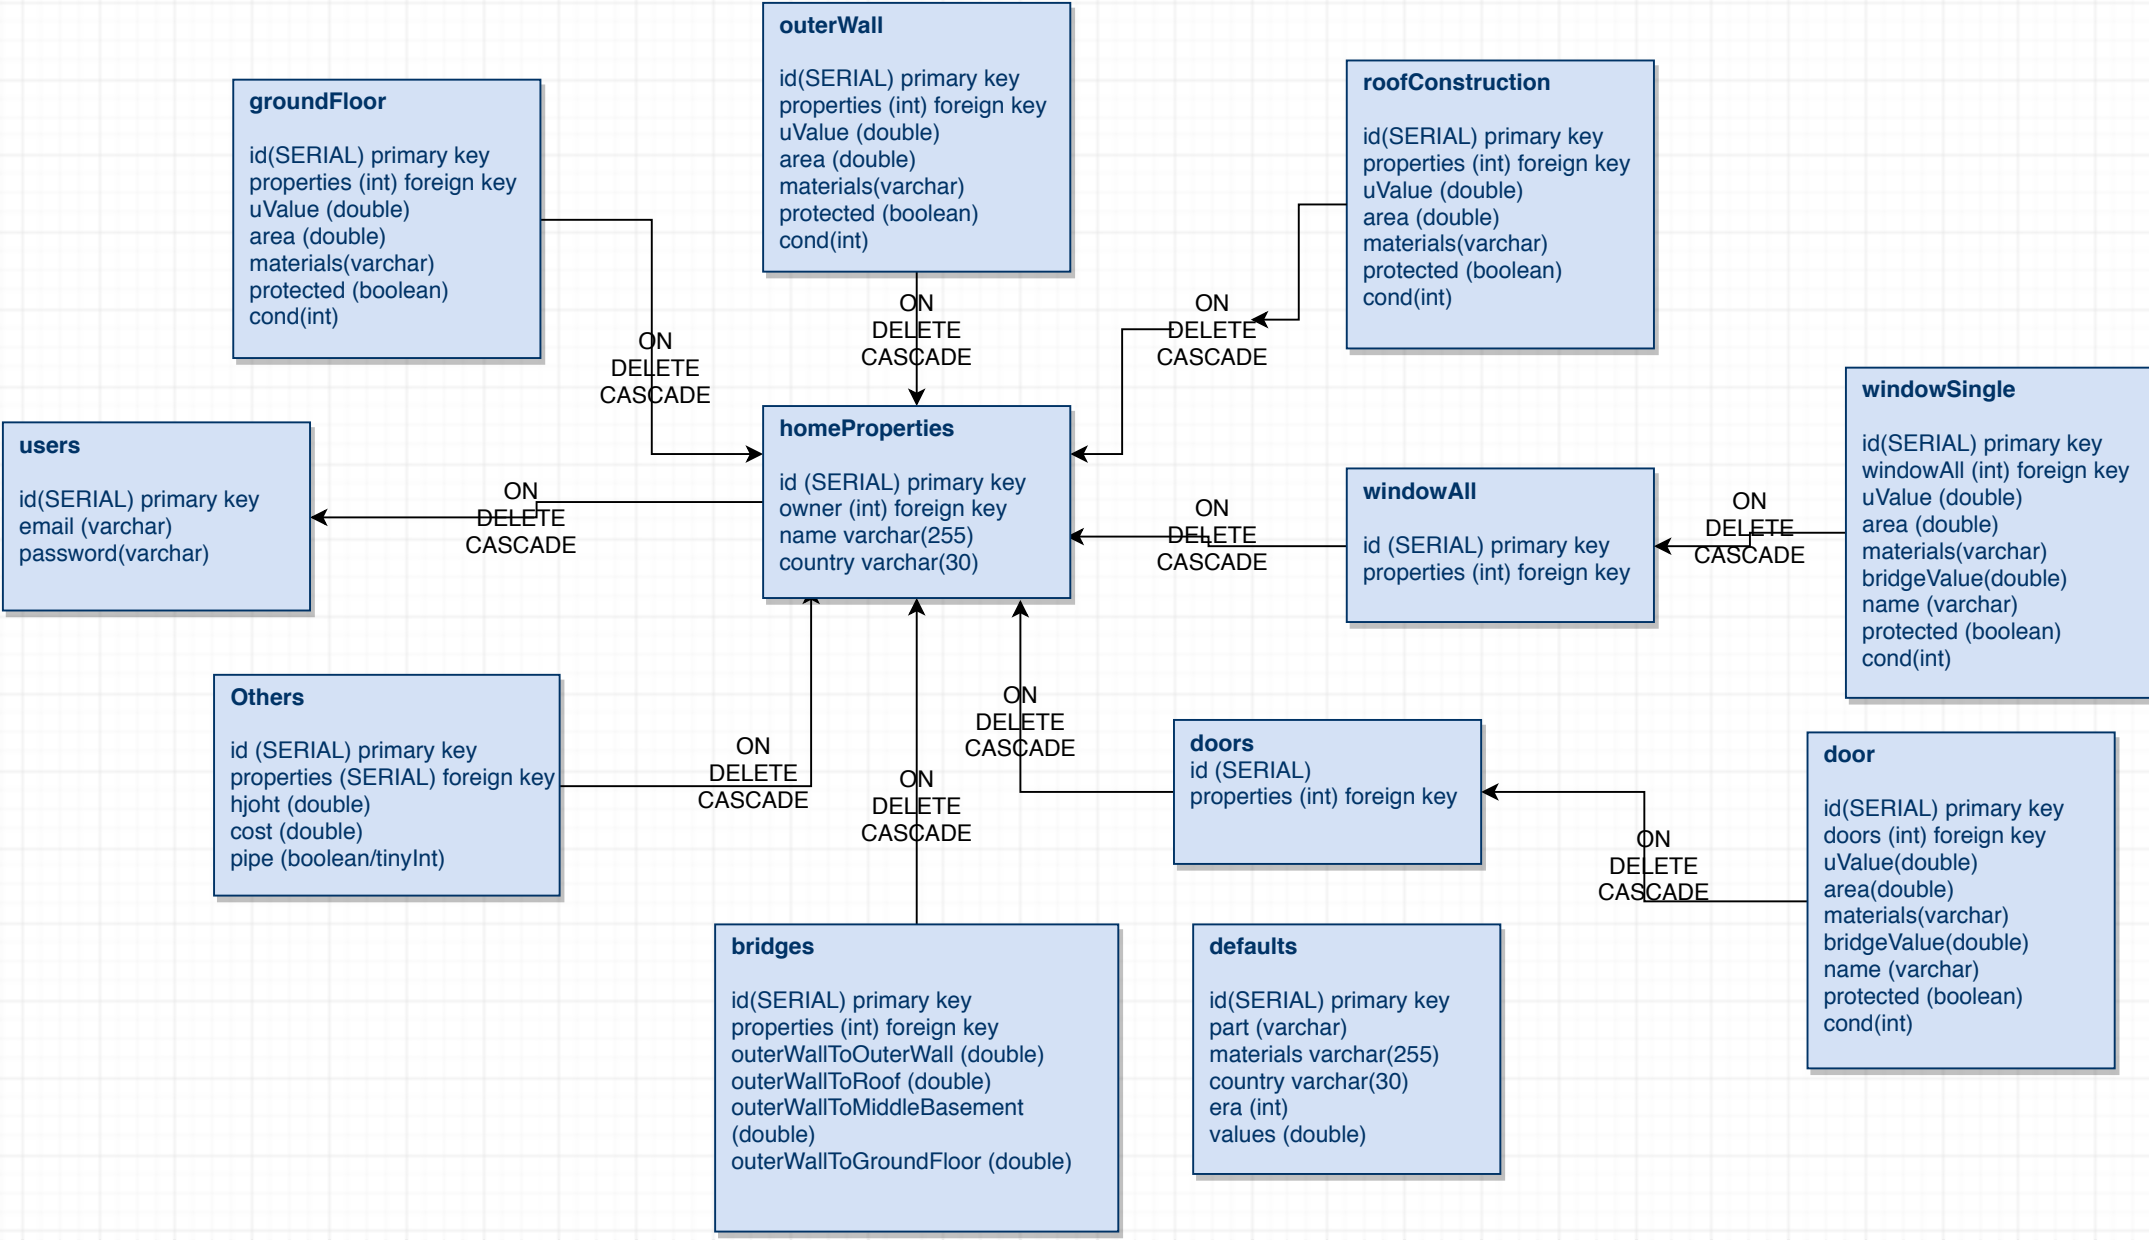 outerWall
id(SERIAL) primary key
properties (int) foreign key
uValue (double)
area (double)
materials(varchar)
protected (boolean)
cond(int)
groundFloor
id(SERIAL) primary key
properties (int) foreign key
uValue (double)
area (double)
materials(varchar)
protected (boolean)
cond(int)
roofConstruction
id(SERIAL) primary key
properties (int) foreign key
uValue (double)
area (double)
materials(varchar)
protected (boolean)
cond(int)
ON
DELETE
CASCADE
ON
DELETE
CASCADE
ON
DELETE
CASCADE
users
id(SERIAL) primary key
email (varchar)
password(varchar)
ON
DELETE
CASCADE
homeProperties
id (SERIAL) primary key
owner (int) foreign key
name varchar(255)
country varchar(30)
ON
DELETE
CASCADE
windowAll
id (SERIAL) primary key
properties (int) foreign key
ON
DELETE
CASCADE
windowSingle
id(SERIAL) primary key
windowAll (int) foreign key
uValue (double)
area (double)
materials(varchar)
bridgeValue(double)
name (varchar)
protected (boolean)
cond(int)
Others
id (SERIAL) primary key
properties (SERIAL) foreign key
hjoht (double)
cost (double)
pipe (boolean/tinyInt)
ON
DELETE
CASCADE
ON
DELETE
CASCADE
ON
DELETE
CASCADE
doors
id (SERIAL)
properties (int) foreign key
ON
DELETE
CASCADE
door
id(SERIAL) primary key
doors (int) foreign key
uValue(double)
area(double)
materials(varchar)
bridgeValue(double)
name (varchar)
protected (boolean)
cond(int)
bridges
id(SERIAL) primary key
properties (int) foreign key
outerWallToOuterWall (double)
outerWallToRoof (double)
outerWallToMiddleBasement
(double)
outerWallToGroundFloor (double)
defaults
id(SERIAL) primary key
part (varchar)
materials varchar(255)
country varchar(30)
era (int)
values (double)